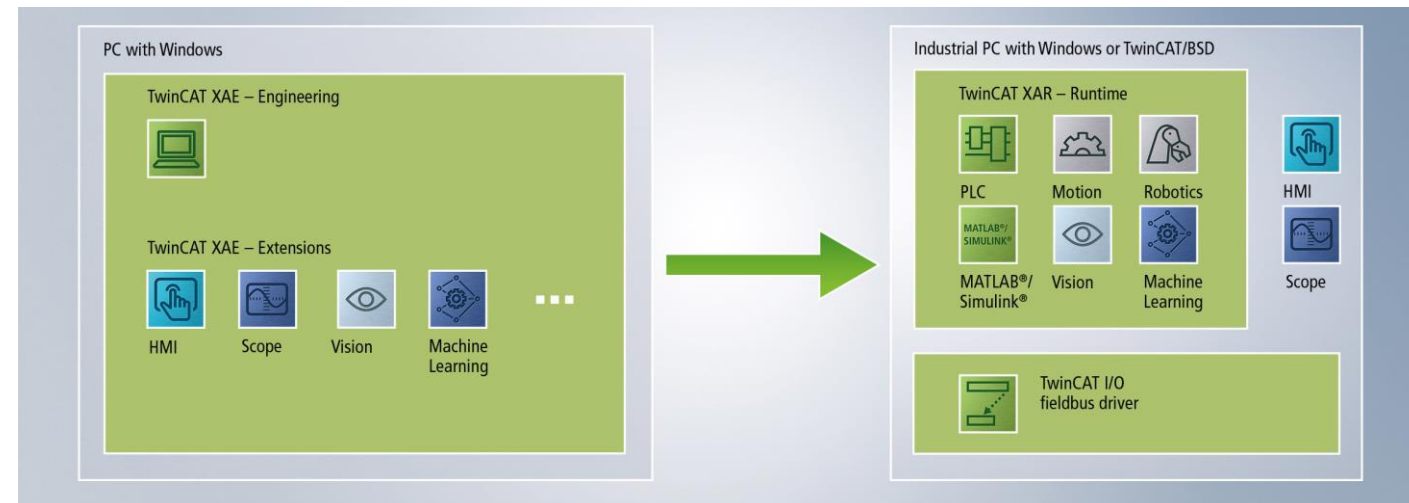 PC with Windows
TwinCAT XAE – Engineering
TwinCAT XAE – Extensions
HMI
Scope
Vision
Machine
Learning
Industrial PC with Windows or TwinCAT/BSD
TwinCAT XAR – Runtime
PLC
Motion
Robotics
HMI
MATLAB®/
SIMULINK®
MATLAB®/
Simulink®
Vision
Machine
Learning
Scope
TwinCAT I/O
fieldbus driver